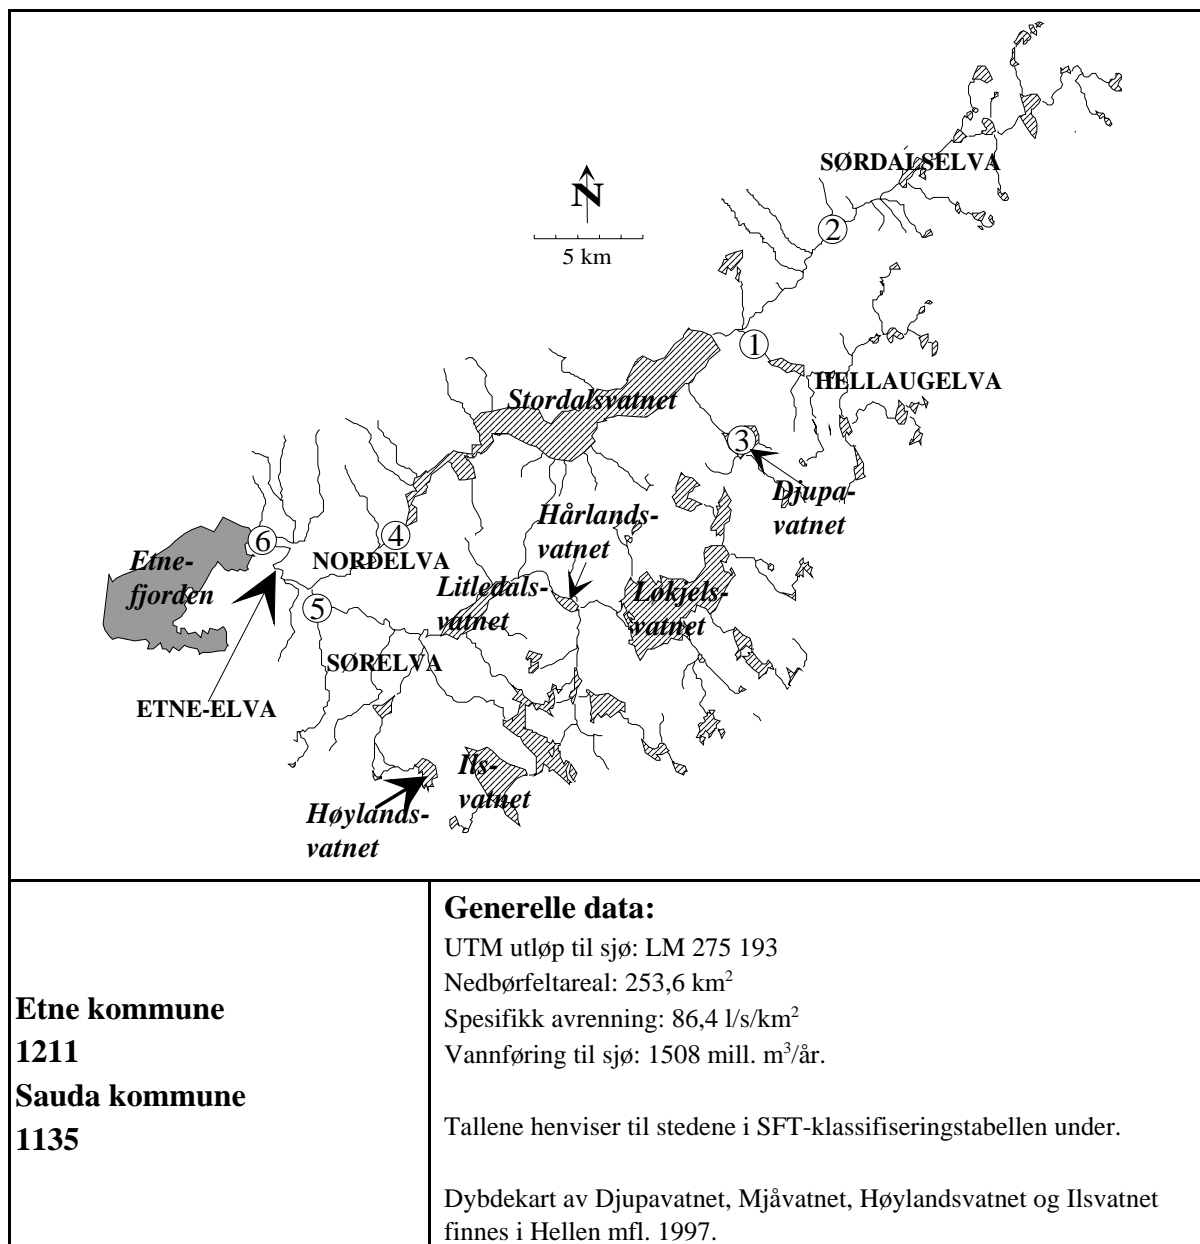 SØRDALSELVA
N
2
5 km
1
HELLAUGELVA
Stordalsvatnet
3
Djupa-
vatnet
Hårlands-
vatnet
4
6
NORDELVA
Etne-
fjorden
Litledals-
vatnet
Løkjels-
vatnet
5
SØRELVA
ETNE-ELVA
Ils-
vatnet
Høylands-
vatnet
Etne kommune
1211
Sauda kommune
1135
Generelle data:
UTM utløp til sjø: LM 275 193
Nedbørfeltareal: 253,6 km²
Spesifikk avrenning: 86,4 l/s/km²
Vannføring til sjø: 1508 mill. m³/år.
Tallene henviser til stedene i SFT-klassifiseringstabellen under.
Dybdekart av Djupavatnet, Mjåvatnet, Høylandsvatnet og Ilsvatnet
finnes i Hellen mfl. 1997.